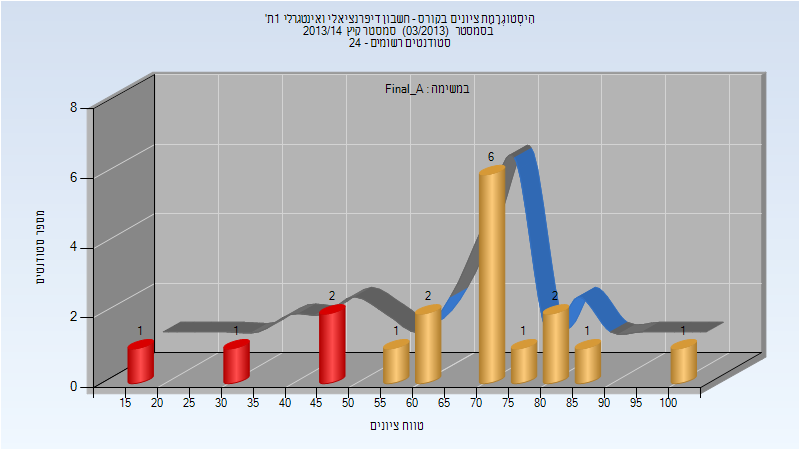 היסטוגרמת ציונים בקורס - חשבון דיפרנציאלי ואינטגרלי 1ת'
בסמסטר (03/2013) סמסטר קיץ 2013/14
סטודנטים רשומים - 24
במשימה : Final_A
8
6
4
2
0
מספר סטודנטים
1
1
2
1
2
6
1
2
1
1
15 20 25 30 35 40 45 50 55 60 65 70 75 80 85 90 95 100
טווח ציונים